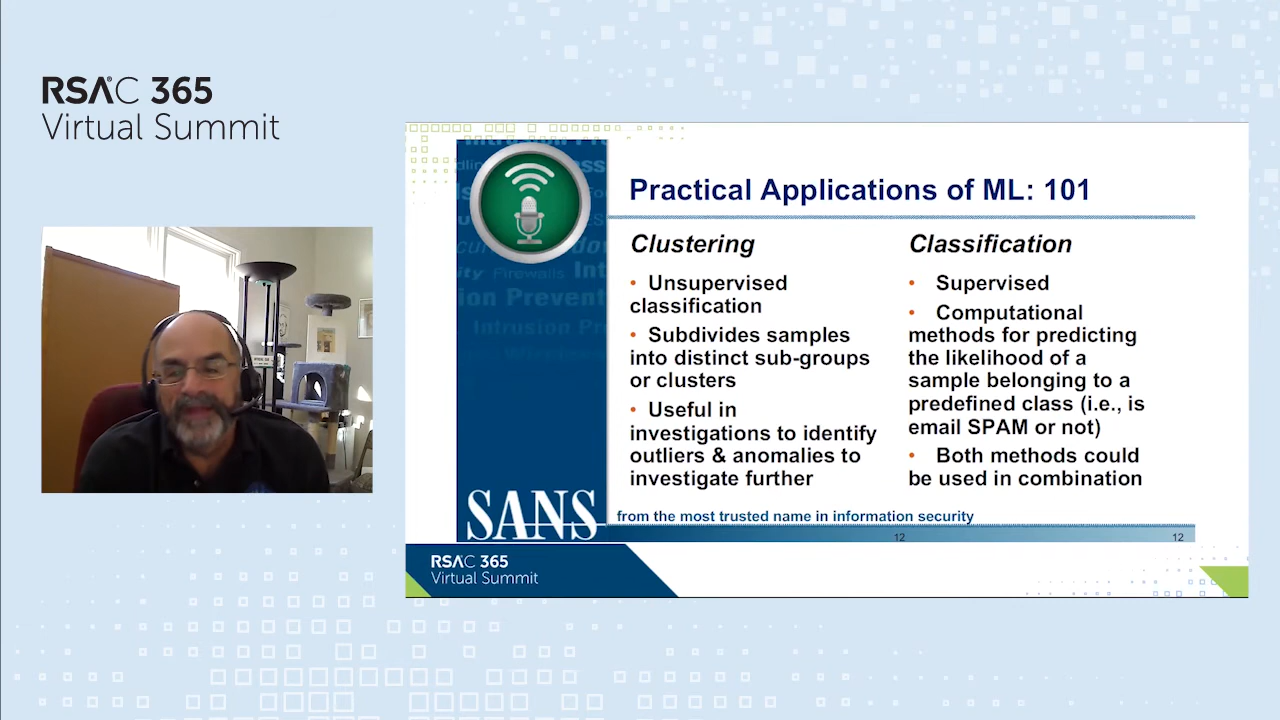 RSAC 365
Virtual Summit
Practical Applications of ML: 101
Clustering
• Unsupervised
classification
• Subdivides samples
into distinct sub-groups
or clusters
• Useful in
investigations to identify
outliers & anomalies to
investigate further
Classification
• Supervised
• Computational
methods for predicting
the likelihood of a
sample belonging to a
predefined class (i.e., is
email SPAM or not)
• Both methods could
be used in combination
Firewalls
Intrusion
SANS
from the most trusted name in information security
12
12
RSAC 365
Virtual Summit